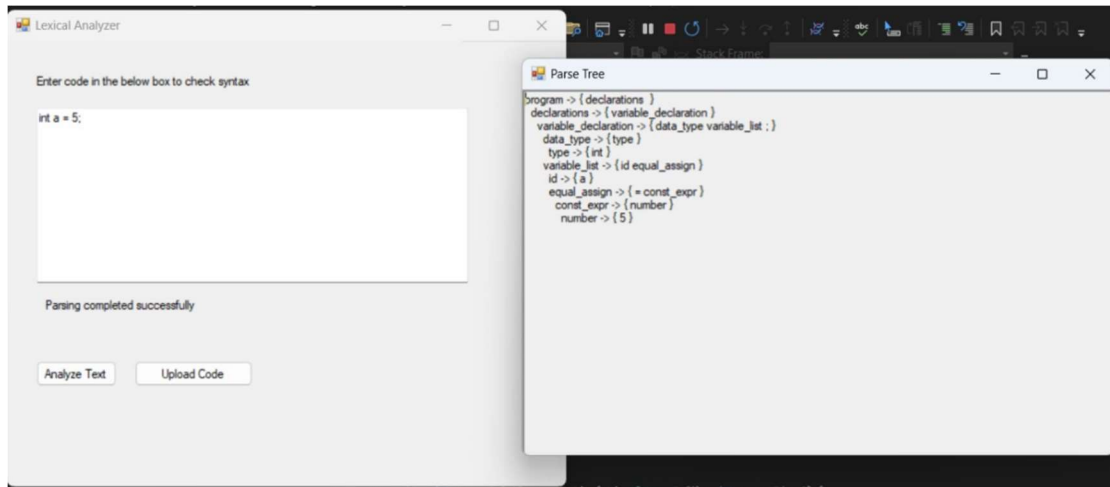 Lexical Analyzer
Enter code in the below box to check syntax
int a = 5;
Parsing completed successfully
Analyze Text
Upload Code
abc
Stack Frame:
Parse Tree
program -> { declarations }
declarations -> { variable_declaration }
variable_declaration -> { data_type variable_list ; }
data_type -> { type }
type -> { int }
variable_list -> { id equal_assign }
id -> { a }
equal_assign -> { = const_expr }
const_expr -> { number }
number -> { 5 }